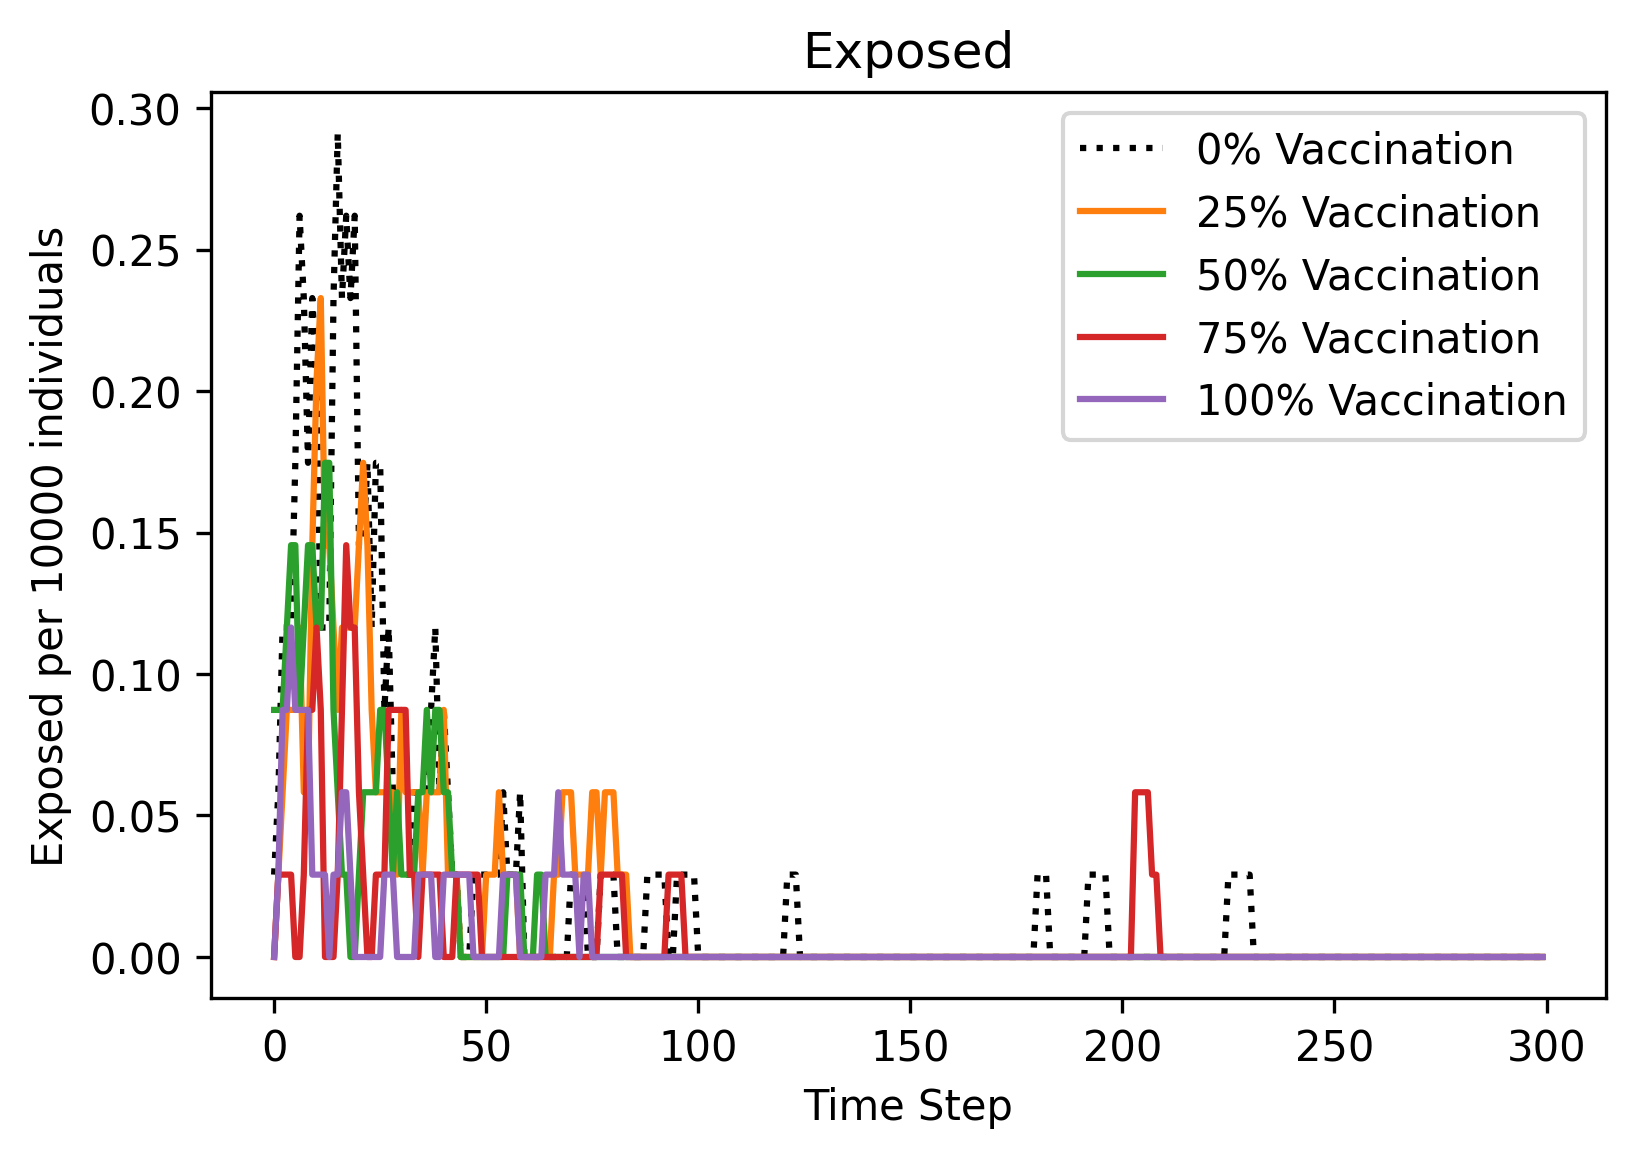 Exposed
0.30
0.25
0.20
0.15
0.10
0.05
0.00
Exposed per 10000 individuals
0% Vaccination
25% Vaccination
50% Vaccination
75% Vaccination
100% Vaccination
0 50 100 150 200 250 300
Time Step